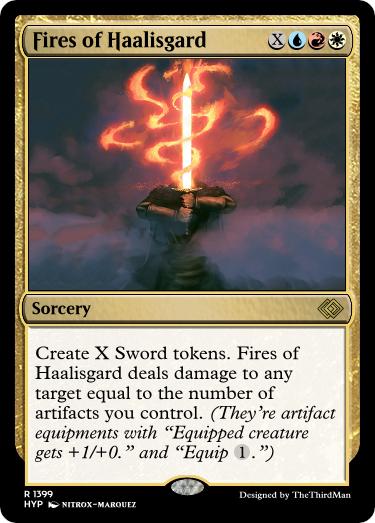 Fires of Haalisgard X
Sorcery
Create X Sword tokens. Fires of
Haalisgard deals damage to any
target equal to the number of
artifacts you control. (They're artifact
equipments with “Equipped creature
gets +1/+0.” and “Equip 1.”)
R 1399
HYP NITROX-MARQUEZ
Designed by TheThirdMan